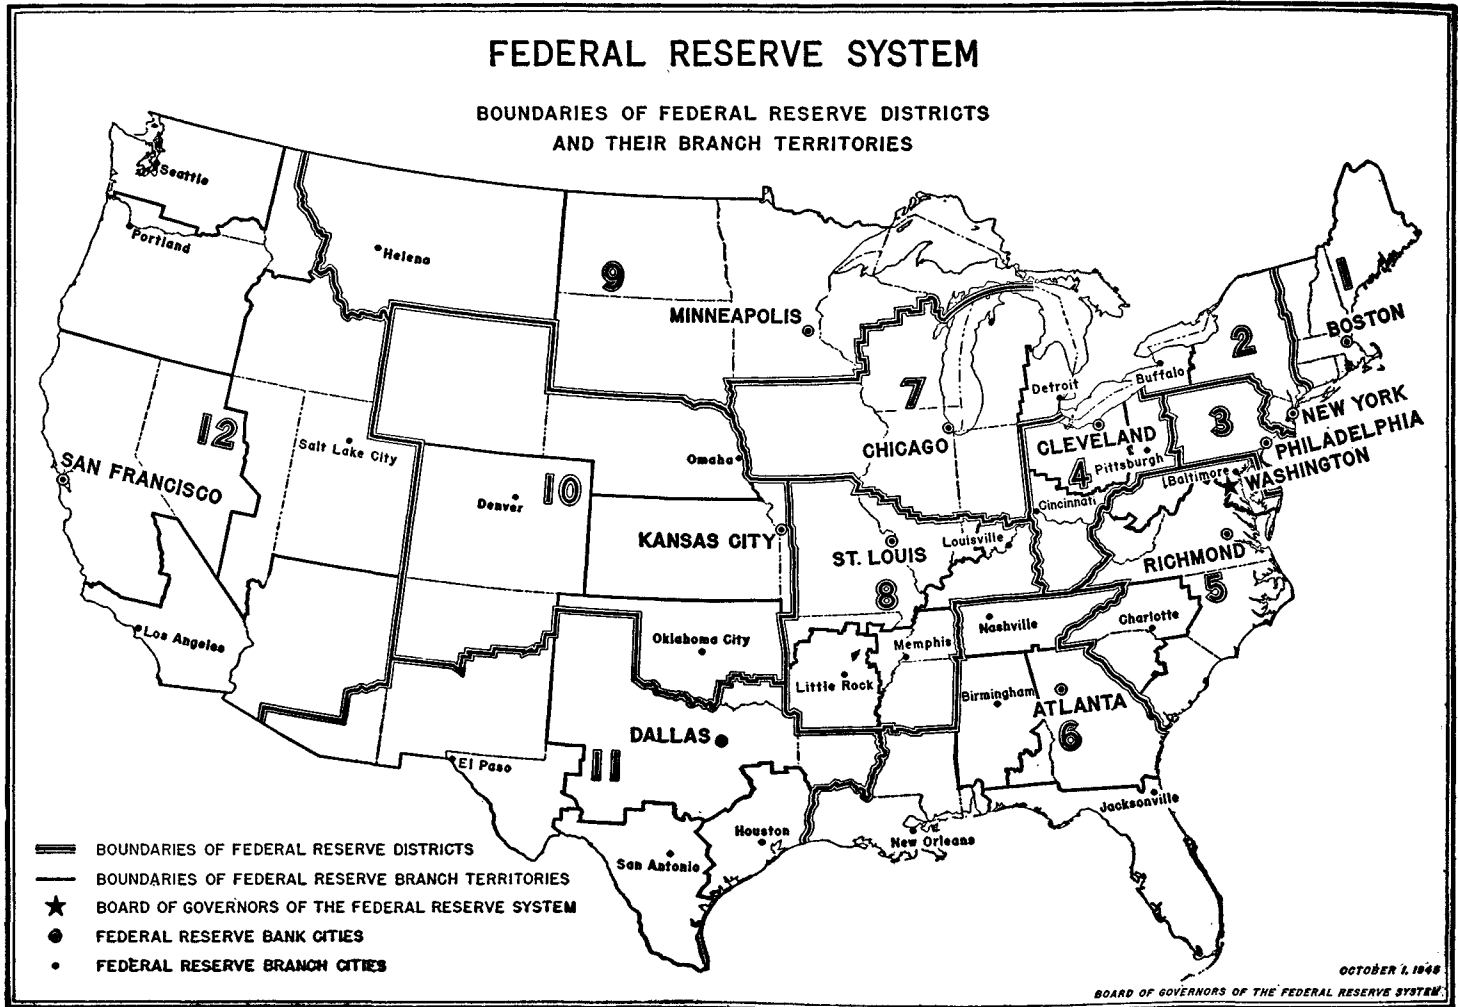 FEDERAL RESERVE SYSTEM
BOUNDARIES OF FEDERAL RESERVE DISTRICTS
AND THEIR BRANCH TERRITORIES
Seattle
Portland
Helena
9
MINNEAPOLIS
1
BOSTON
2
Buffalo
Detroit
7
CHICAGO
CLEVELAND
4
Pittsburgh
Cincinnati
3
NEW YORK
PHILADELPHIA
WASHINGTON
Baltimore
12
Salt Lake City
SAN FRANCISCO
Omaha
Denver
10
KANSAS CITY
ST. LOUIS
Louisville
8
RICHMOND
5
Los Angeles
Oklahoma City
Nashville
Charlotte
Memphis
Little Rock
Birmingham
ATLANTA
6
DALLAS
11
El Paso
Houston
San Antonio
New Orleans
Jacksonville
BOUNDARIES OF FEDERAL RESERVE DISTRICTS
BOUNDARIES OF FEDERAL RESERVE BRANCH TERRITORIES
BOARD OF GOVERNORS OF THE FEDERAL RESERVE SYSTEM
FEDERAL RESERVE BANK CITIES
FEDERAL RESERVE BRANCH CITIES
OCTOBER 1,
BOARD OF GOVERNORS OF THE FEDERAL RESERVE SYSTEM